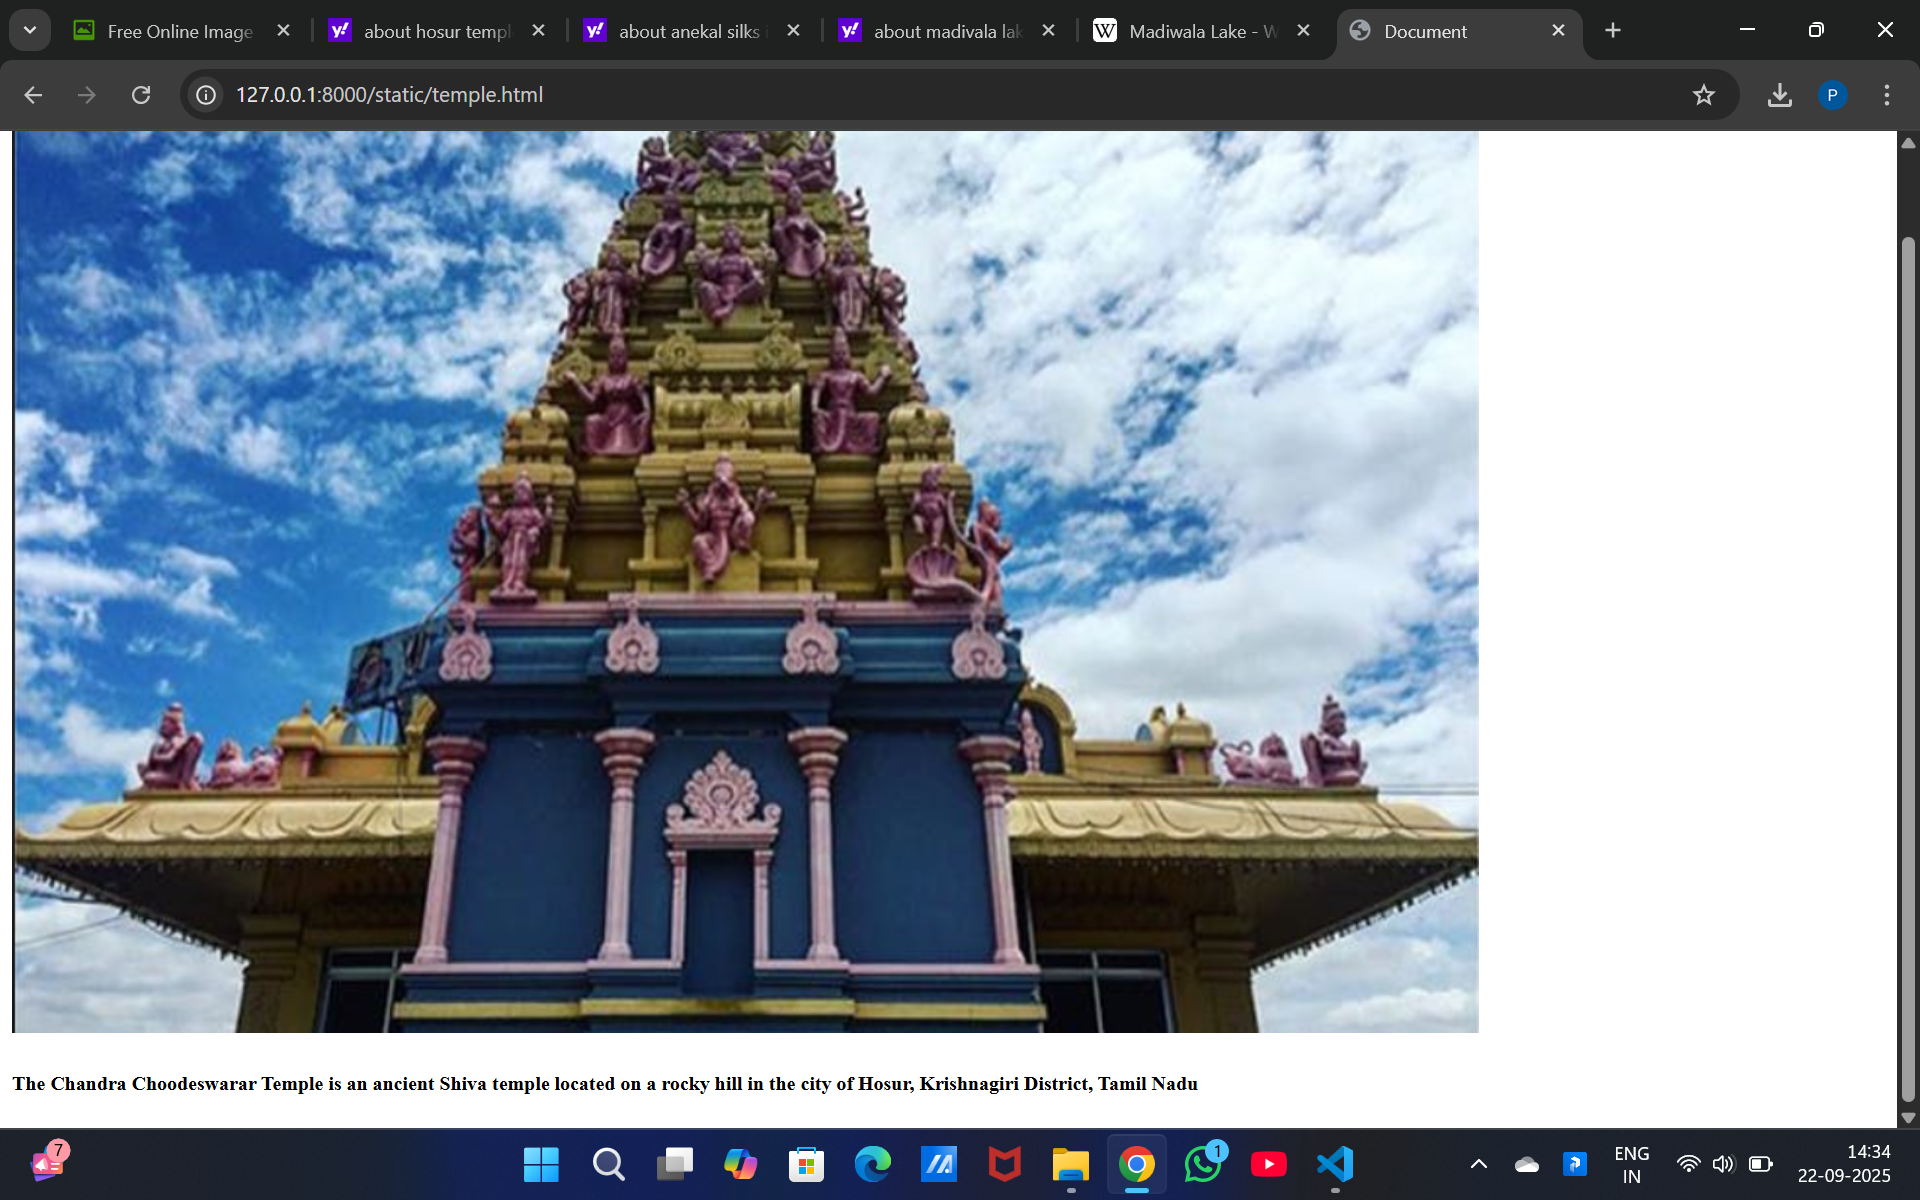 Free Online Image
about hosur templ
about anekal silks i
about madivala lak
Madiwala Lake - W
Document
127.0.0.1:8000/static/temple.html
P
The Chandra Choodeswarar Temple is an ancient Shiva temple located on a rocky hill in the city of Hosur, Krishnagiri District, Tamil Nadu
7
1
ENG
IN
14:34
22-09-2025